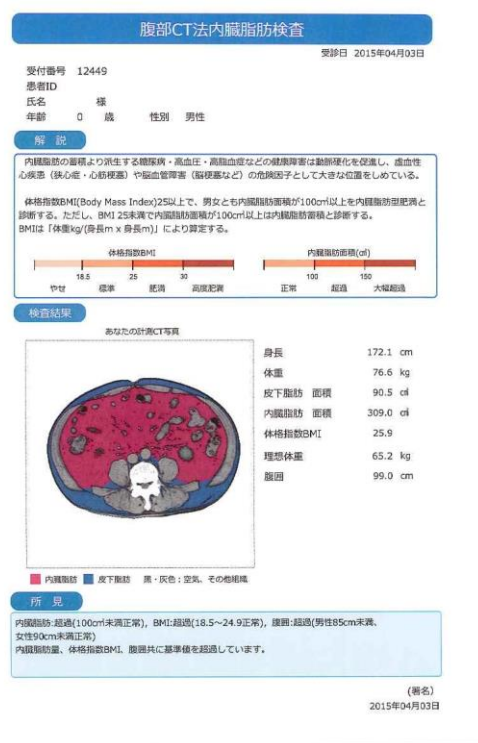 腹部CT法内臓脂肪検査
受診日 2015年04月03日
受付番号 12449
患者ID
氏名 様
年齢 0 歳 性別 男性
解 説
内臓脂肪の蓄積より派生する糖尿病・高血圧・高脂血症などの健康障害は動脈硬化を促進し、虚血性
心疾患（狭心症・心筋梗塞）や脳血管障害（脳梗塞など）の危険因子として大きな位置をしめている。
体格指数BMI(Body Mass Index)25以上で、男女とも内臓脂肪面積が100c㎡以上を内臓脂肪型肥満と
診断する。ただし、BMI 25未満で内臓脂肪面積が100c㎡以上は内臓脂肪蓄積と診断する。
BMIは「体重kg/(身長m x 身長m)」により算定する。
体格指数BMI 内臓脂肪面積(c㎡)
18.5 25 30 100 150
やせ 標準 肥満 高度肥満 正常 超過 大幅超過
検査結果
あなたの計測CT写真
身長 172.1 cm
体重 76.6 kg
皮下脂肪 面積 90.5 c㎡
内臓脂肪 面積 309.0 c㎡
体格指数BMI 25.9
理想体重 65.2 kg
腹囲 99.0 cm
内臓脂肪 皮下脂肪 黒・灰色：空気、その他組織
所 見
内臓脂肪:超過(100c㎡未満正常), BMI:超過(18.5～24.9正常), 腹囲:超過(男性85cm未満、
女性90cm未満正常)
内臓脂肪量、体格指数BMI、腹囲共に基準値を超過しています。
(署名)
2015年04月03日